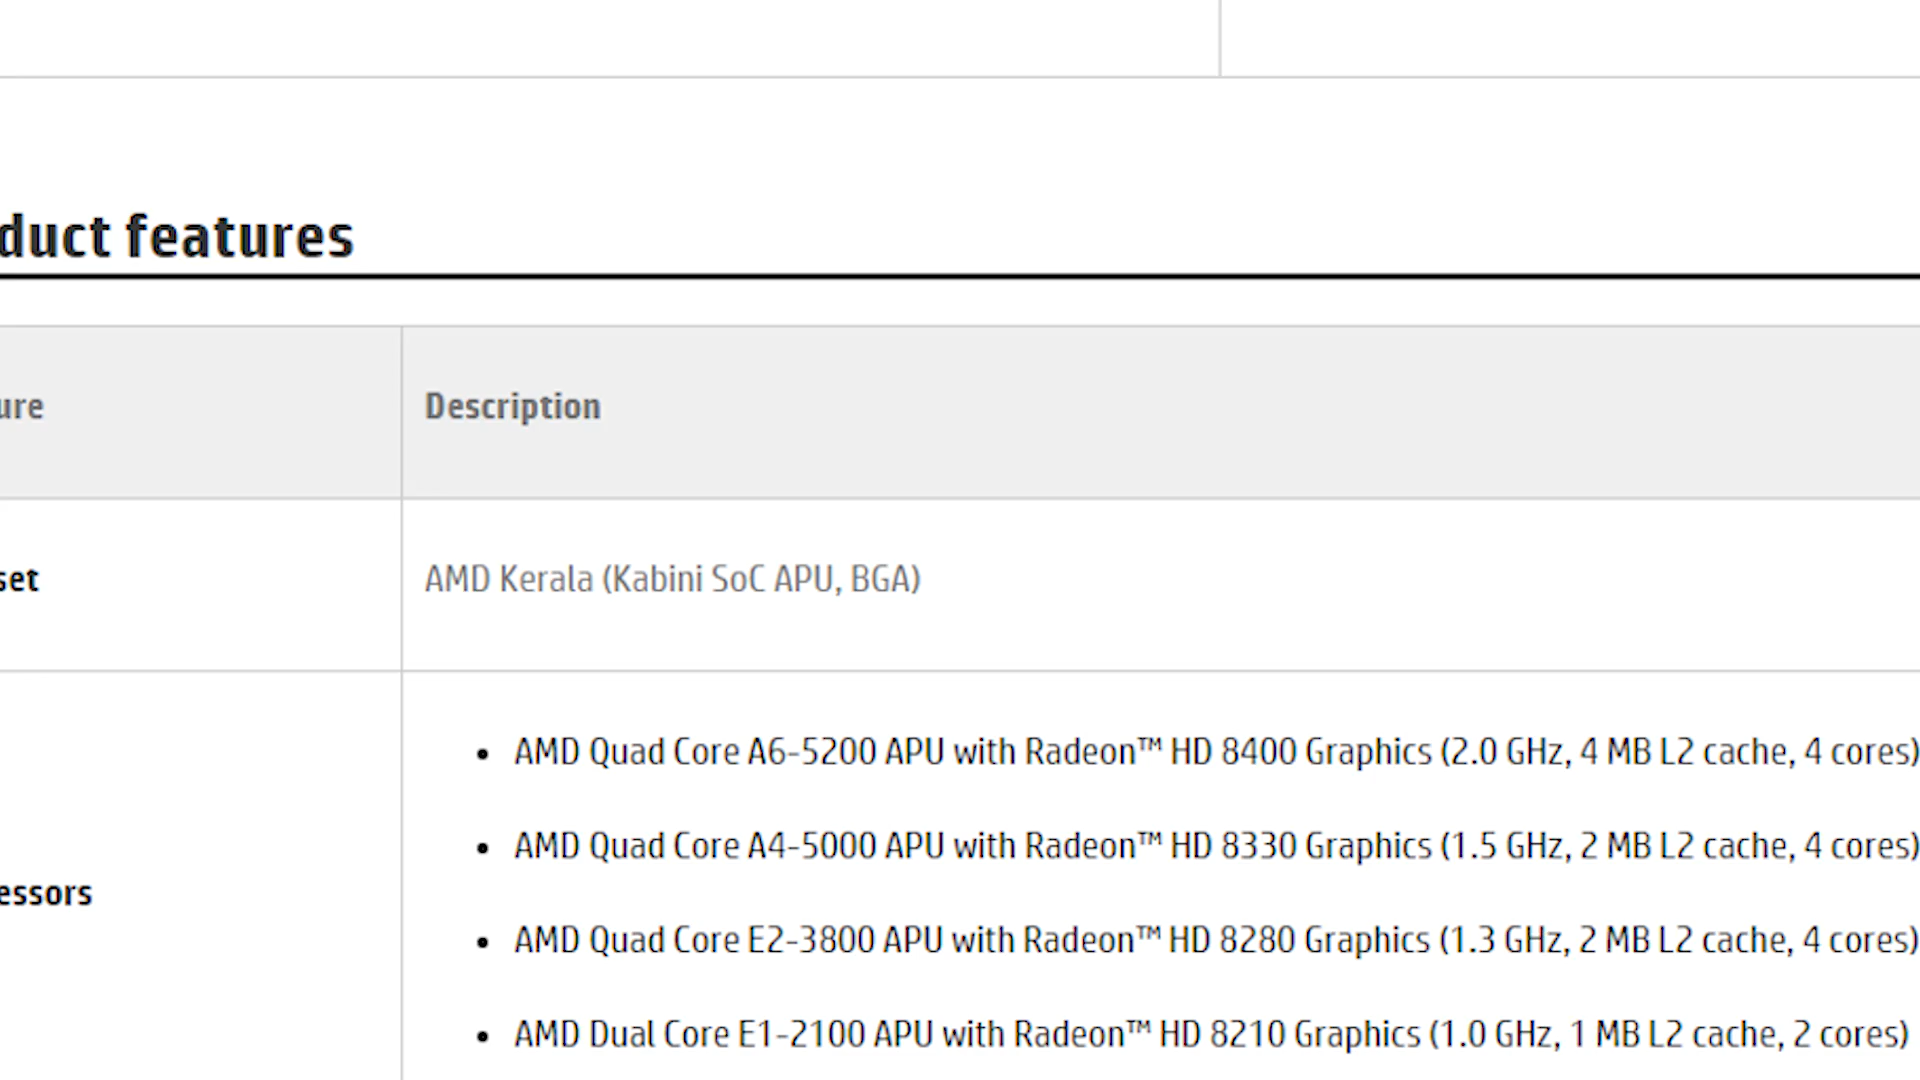 duct features
ure Description
set AMD Kerala (Kabini SoC APU, BGA)
• AMD Quad Core A6-5200 APU with Radeon™ HD 8400 Graphics (2.0 GHz, 4 MB L2 cache, 4 cores)
• AMD Quad Core A4-5000 APU with Radeon™ HD 8330 Graphics (1.5 GHz, 2 MB L2 cache, 4 cores)
essors
• AMD Quad Core E2-3800 APU with Radeon™ HD 8280 Graphics (1.3 GHz, 2 MB L2 cache, 4 cores)
• AMD Dual Core E1-2100 APU with Radeon™ HD 8210 Graphics (1.0 GHz, 1 MB L2 cache, 2 cores)